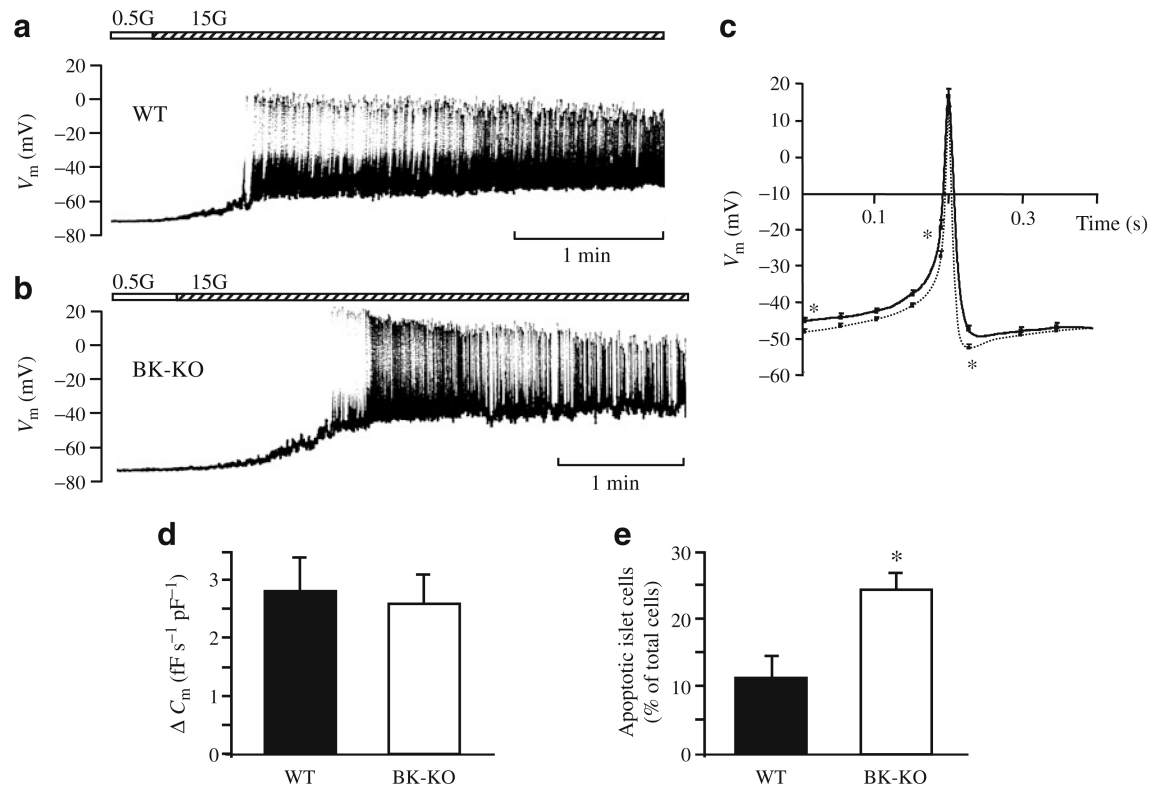 a
0.5G 15G
20
0
−20
−40
−60
−80
Vm (mV)
WT
1 min
b
0.5G 15G
20
0
−20
−40
−60
−80
Vm (mV)
BK-KO
1 min
c
20
10
0
−10
−20
−30
−40
−50
−60
Vm (mV)
0.1 0.3 Time (s)
*
*
*
d
3
2
1
0
Δ Cm (fF s−1 pF−1)
WT BK-KO
e
30
20
10
0
Apoptotic islet cells
(% of total cells)
*
WT BK-KO